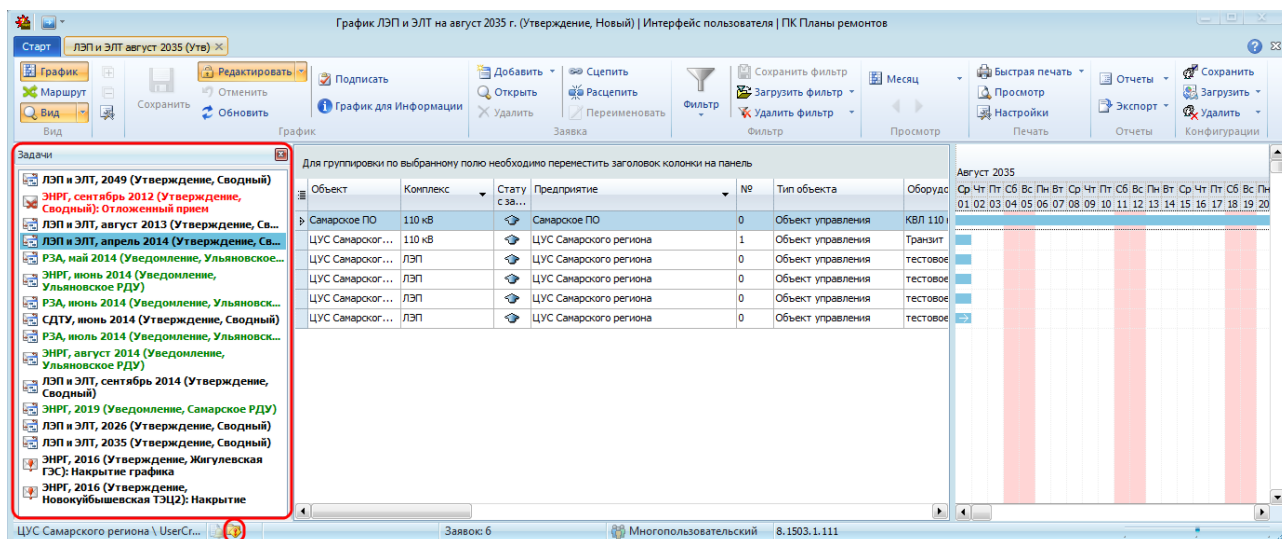 График ЛЭП и ЭЛТ на август 2035 г. (Утверждение, Новый) | Интерфейс пользователя | ПК Планы ремонтов
Старт ЛЭП и ЭЛТ август 2035 (Утв)
График
Маршрут
Вид
Вид
Сохранить
Редактировать
Отменить
Обновить
Подписать
График для Информации
График
Добавить
Открыть
Удалить
Сцепить
Расцепить
Переименовать
Заявка
Фильтр
Сохранить фильтр
Загрузить фильтр
Удалить фильтр
Фильтр
Месяц
Просмотр
Быстрая печать
Просмотр
Настройки
Печать
Отчеты
Экспорт
Отчеты
Сохранить
Загрузить
Удалить
Конфигурации
Задачи
ЛЭП и ЭЛТ, 2049 (Утверждение, Сводный)
ЭНРГ, сентябрь 2012 (Утверждение,
Сводный): Отложенный прием
ЛЭП и ЭЛТ, август 2013 (Утверждение, Св...
ЛЭП и ЭЛТ, апрель 2014 (Утверждение, Св...
РЗА, май 2014 (Уведомление, Ульяновское...
ЭНРГ, июнь 2014 (Уведомление,
Ульяновское РДУ)
РЗА, июнь 2014 (Уведомление, Ульяновск...
СДТУ, июнь 2014 (Утверждение, Сводный)
РЗА, июль 2014 (Уведомление, Ульяновск...
ЭНРГ, август 2014 (Уведомление,
Ульяновское РДУ)
ЛЭП и ЭЛТ, сентябрь 2014 (Утверждение,
Сводный)
ЭНРГ, 2019 (Уведомление, Самарское РДУ)
ЛЭП и ЭЛТ, 2026 (Утверждение, Сводный)
ЛЭП и ЭЛТ, 2035 (Утверждение, Сводный)
ЭНРГ, 2016 (Утверждение, Жигулевская
ГЭС): Накрытие графика
ЭНРГ, 2016 (Утверждение,
Новокуйбышевская ТЭЦ2): Накрытие
Для группировки по выбранному полю необходимо переместить заголовок колонки на панель
Объект Комплекс Стату с за... Предприятие № Тип объекта Оборудо
Самарское ПО 110 кВ Самарское ПО 0 Объект управления КВЛ 110
ЦУС Самарског... 110 кВ ЦУС Самарского региона 1 Объект управления Транзит
ЦУС Самарског... ЛЭП ЦУС Самарского региона 0 Объект управления тестовое
ЦУС Самарског... ЛЭП ЦУС Самарского региона 0 Объект управления тестовое
ЦУС Самарског... ЛЭП ЦУС Самарского региона 0 Объект управления тестовое
ЦУС Самарског... ЛЭП ЦУС Самарского региона 0 Объект управления тестовое
Август 2035
Ср Чт Пт Сб Вс Пн Вт Ср Чт Пт Сб Вс Пн Вт Ср Чт Пт Сб Вс Пн
01 02 03 04 05 06 07 08 09 10 11 12 13 14 15 16 17 18 19 20
ЦУС Самарского региона \ UserCr... Заявок: 6 Многопользовательский 8.1503.1.111